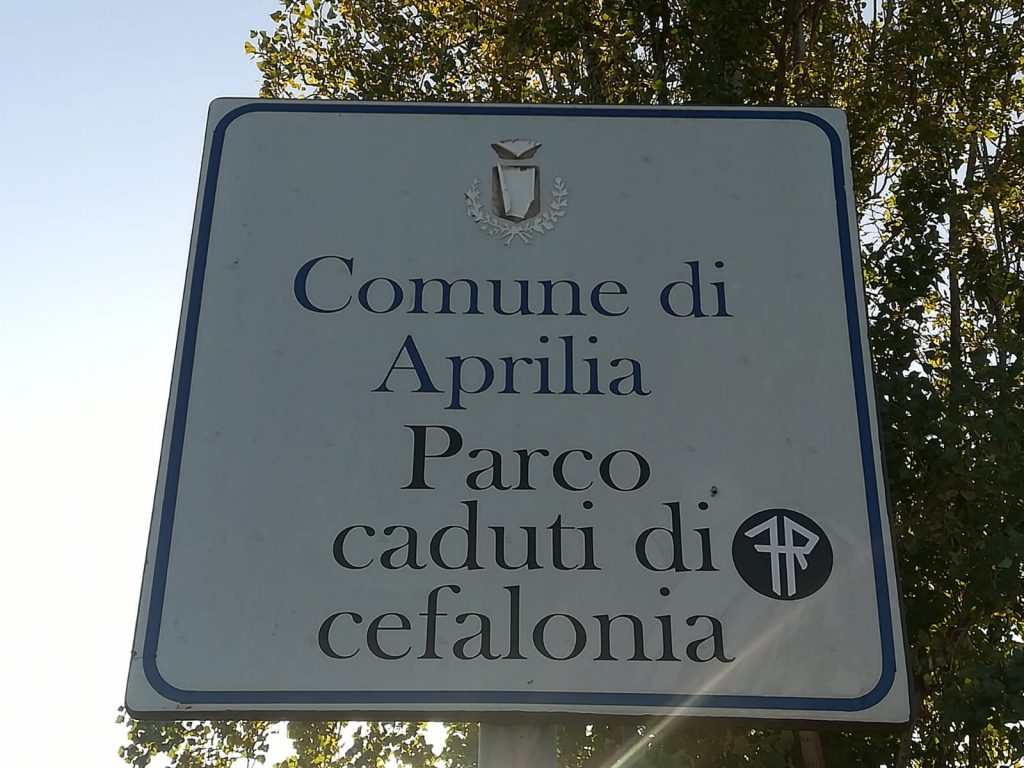 Comune di
Aprilia
Parco
caduti di
cefalonia